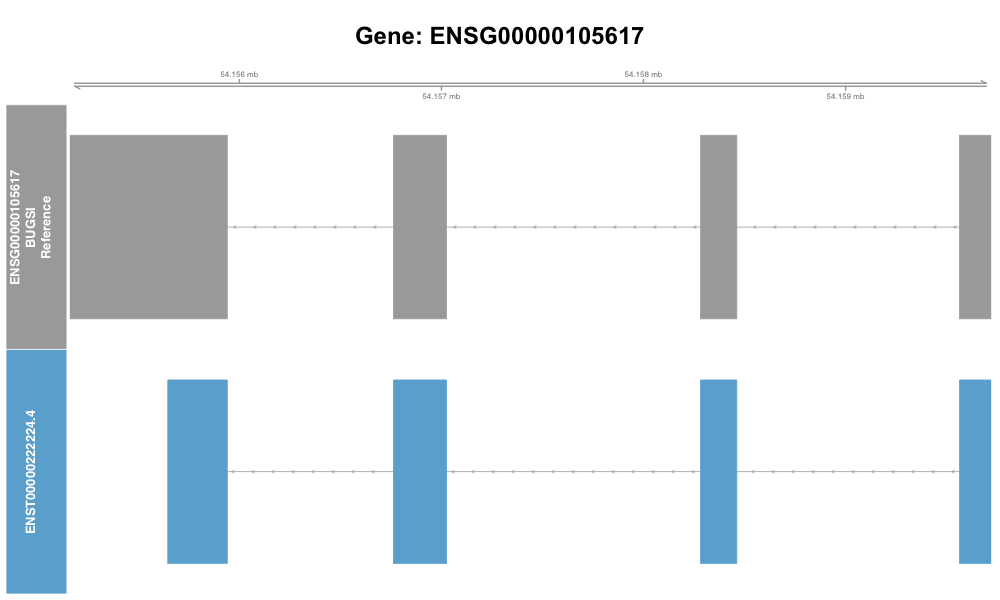 Gene: ENSG00000105617
54.156 mb
54.158 mb
54.157 mb
54.159 mb
ENSG00000105617
BUGSI
Reference
ENST00000222224.4